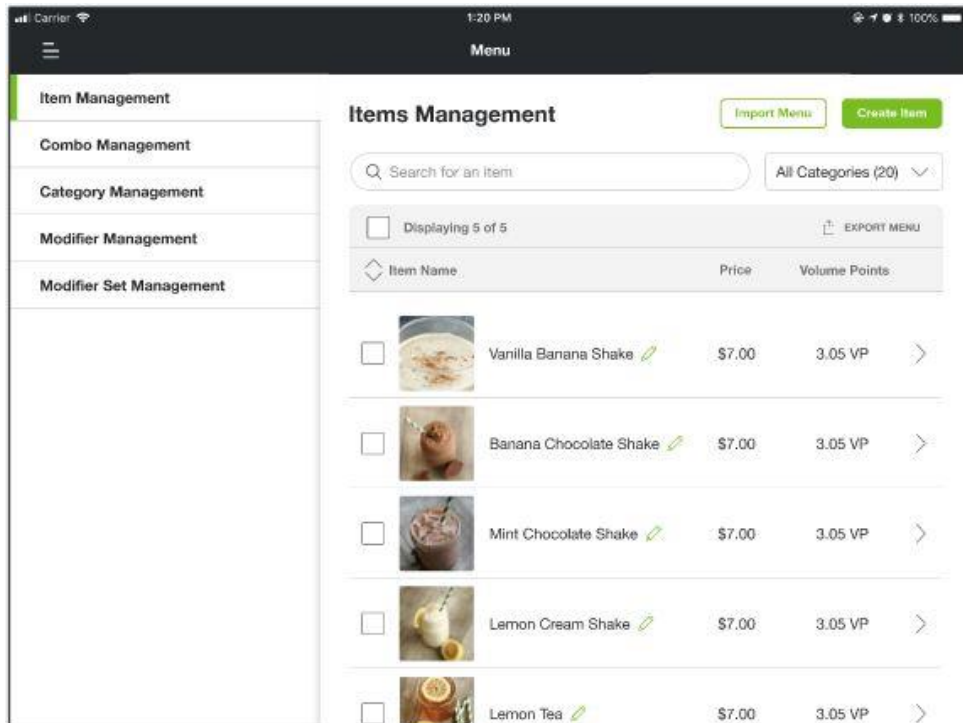 Carrier 1:20 PM 100%
Menu
Item Management
Combo Management
Category Management
Modifier Management
Modifier Set Management
Items Management Import Menu Create Item
Search for an item All Categories (20)
Displaying 5 of 5 EXPORT MENU
Item Name Price Volume Points
Vanilla Banana Shake $7.00 3.05 VP
Banana Chocolate Shake $7.00 3.05 VP
Mint Chocolate Shake $7.00 3.05 VP
Lemon Cream Shake $7.00 3.05 VP
Lemon Tea $7.00 3.05 VP